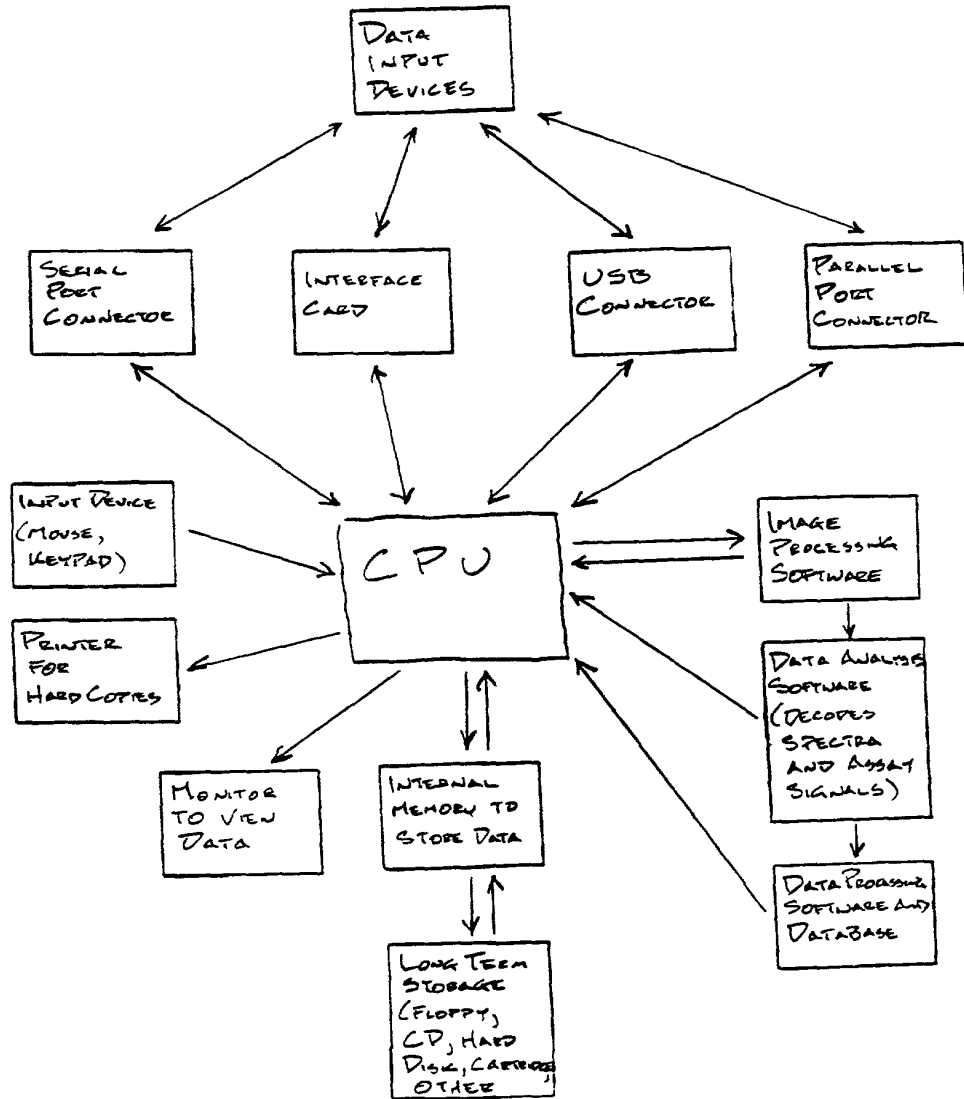 DATA
INPUT
DEVICES
SERIAL
PORT
CONNECTOR
INTERFACE
CARD
USB
CONNECTOR
PARALLEL
PORT
CONNECTOR
INPUT DEVICE
(MOUSE,
KEYPAD)
CPU
IMAGE
PROCESSING
SOFTWARE
PRINTER
FOR
HARD COPIES
DATA ANALYSIS
SOFTWARE
(DECODES
SPECTRA
AND ASSAY
SIGNALS)
MONITOR
TO VIEW
DATA
INTERNAL
MEMORY TO
STORE DATA
DATA PROCESSING
SOFTWARE AND
DATABASE
LONG TERM
STORAGE
(FLOPPY,
CD, HARD
DISK, CARTRIDGE,
OTHER